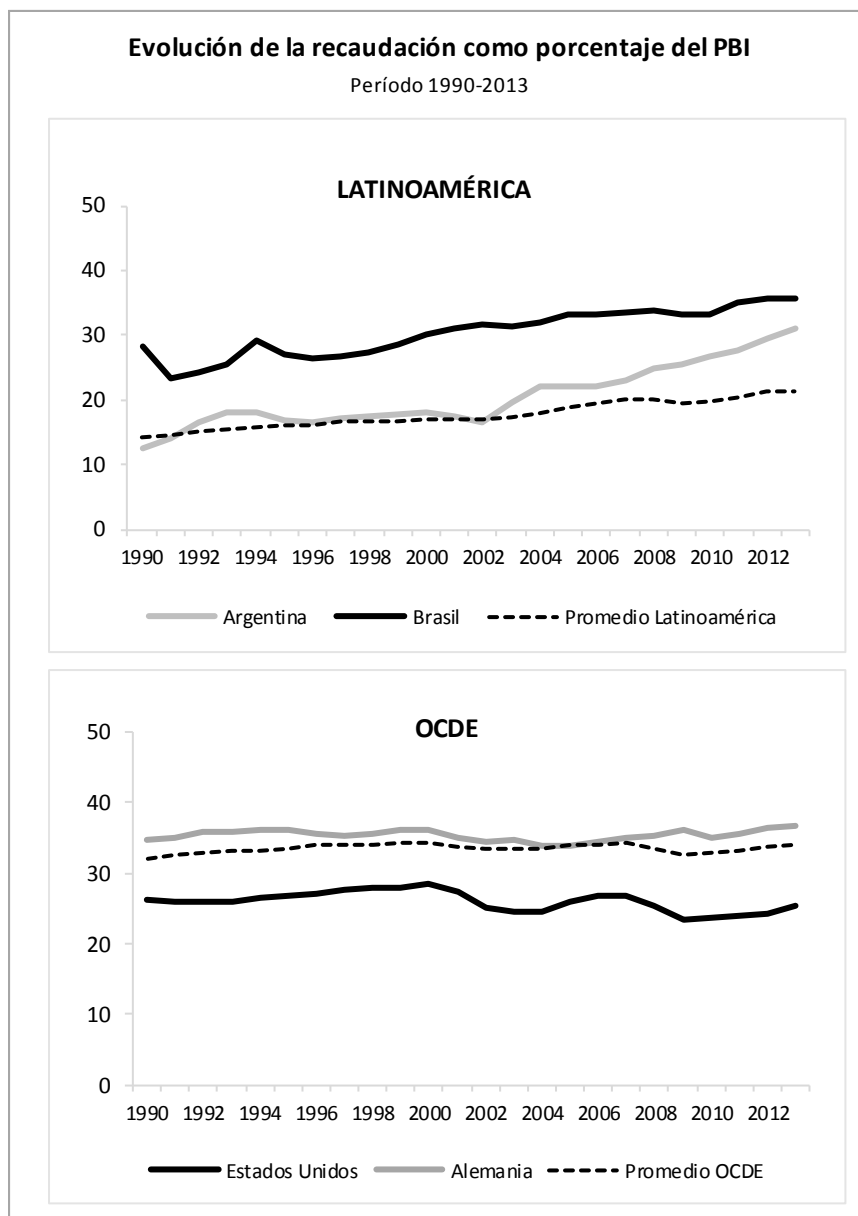 Evolución de la recaudación como porcentaje del PBI
Período 1990-2013
LATINOAMÉRICA
50
40
30
20
10
0
1990 1992 1994 1996 1998 2000 2002 2004 2006 2008 2010 2012
Argentina Brasil Promedio Latinoamérica
OCDE
50
40
30
20
10
0
1990 1992 1994 1996 1998 2000 2002 2004 2006 2008 2010 2012
Estados Unidos Alemania Promedio OCDE